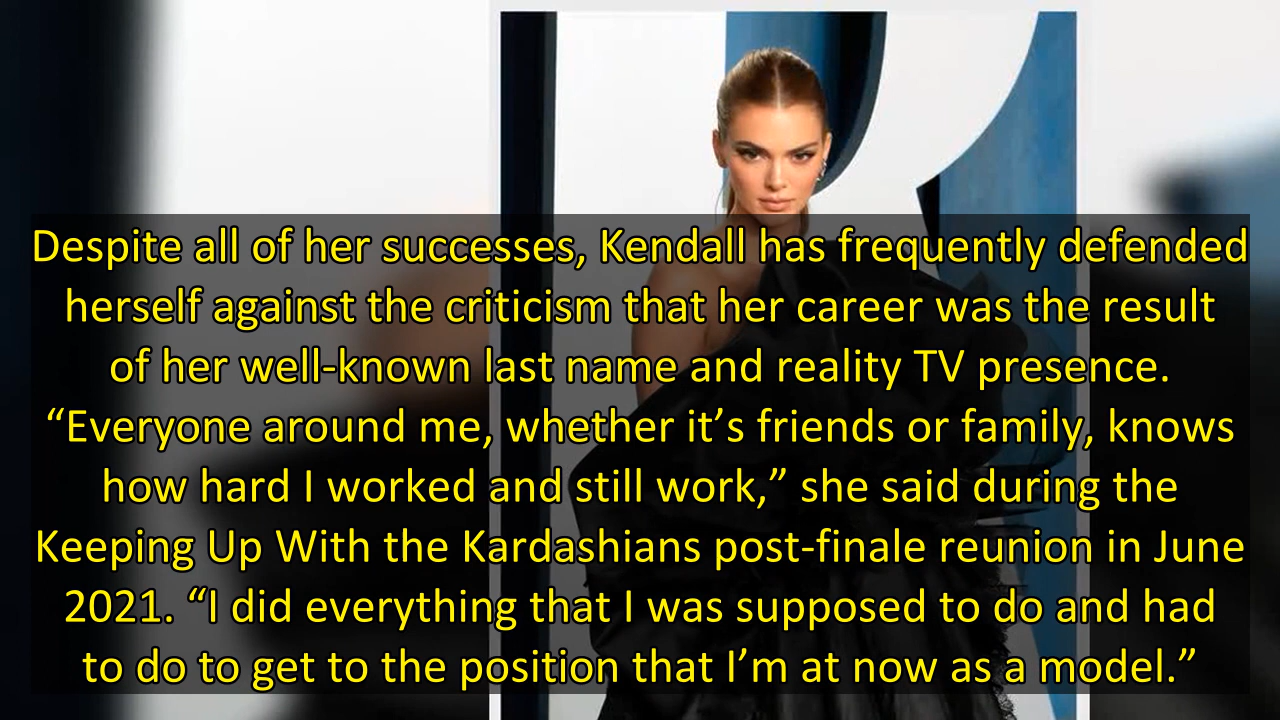 Despite all of her successes, Kendall has frequently defended
herself against the criticism that her career was the result
of her well-known last name and reality TV presence.
“Everyone around me, whether it’s friends or family, knows
how hard I worked and still work,” she said during the
Keeping Up With the Kardashians post-finale reunion in June
2021. “I did everything that I was supposed to do and had
to do to get to the position that I’m at now as a model.”